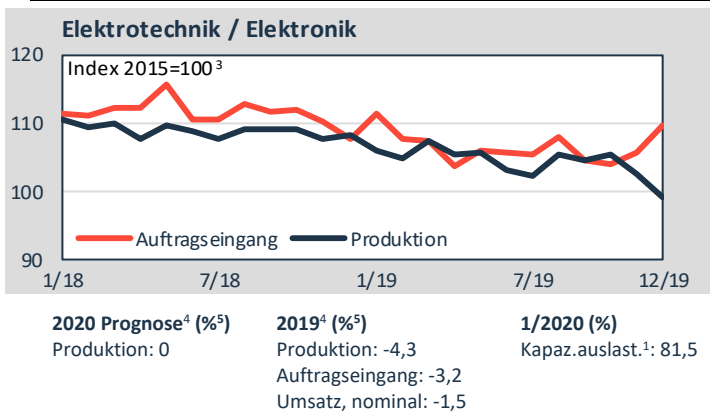 Elektrotechnik / Elektronik
120
Index 2015=100³
110
100
Auftragseingang Produktion
90
1/18 7/18 1/19 7/19 12/19
2020 Prognose⁴ (%⁵) 2019⁴ (%⁵) 1/2020 (%)
Produktion: 0 Produktion: -4,3 Kapaz.auslast.¹: 81,5
Auftragseingang: -3,2
Umsatz, nominal: -1,5